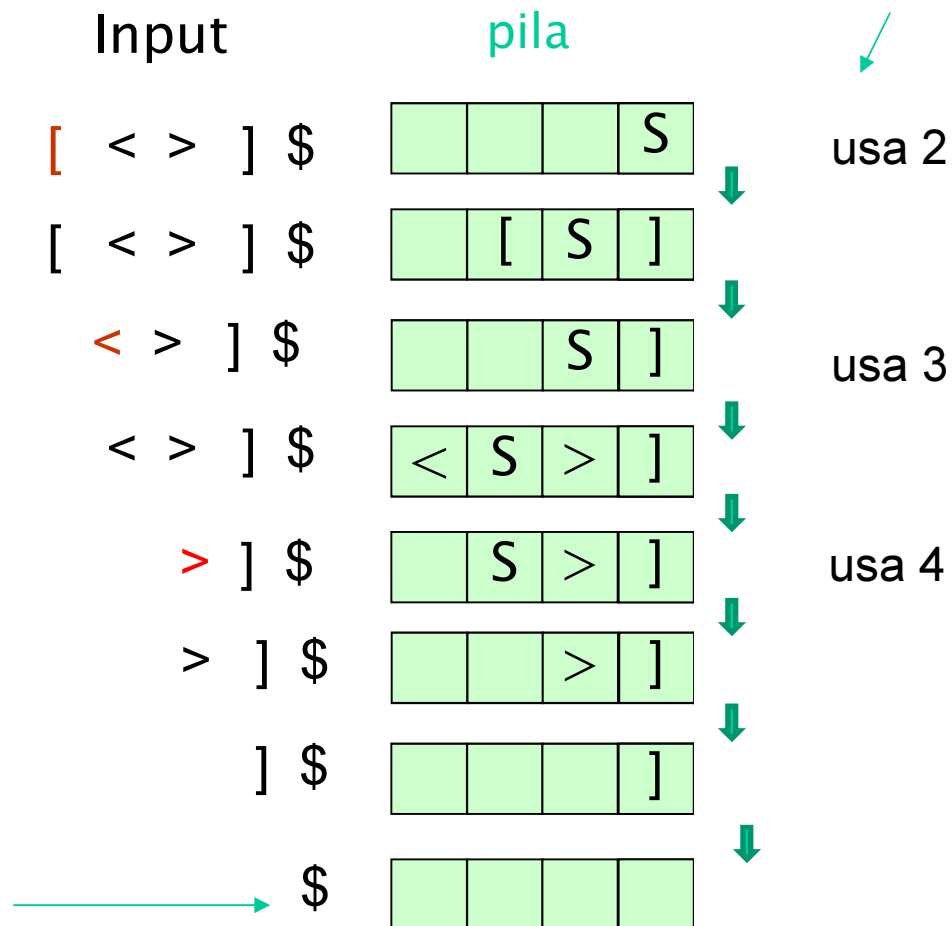 Input pila
[ < > ] $ S usa 2
[ < > ] $ [ S ]
< > ] $ S ] usa 3
< > ] $ < S > ]
> ] $ S > ] usa 4
> ] $ > ]
] $ ]
$